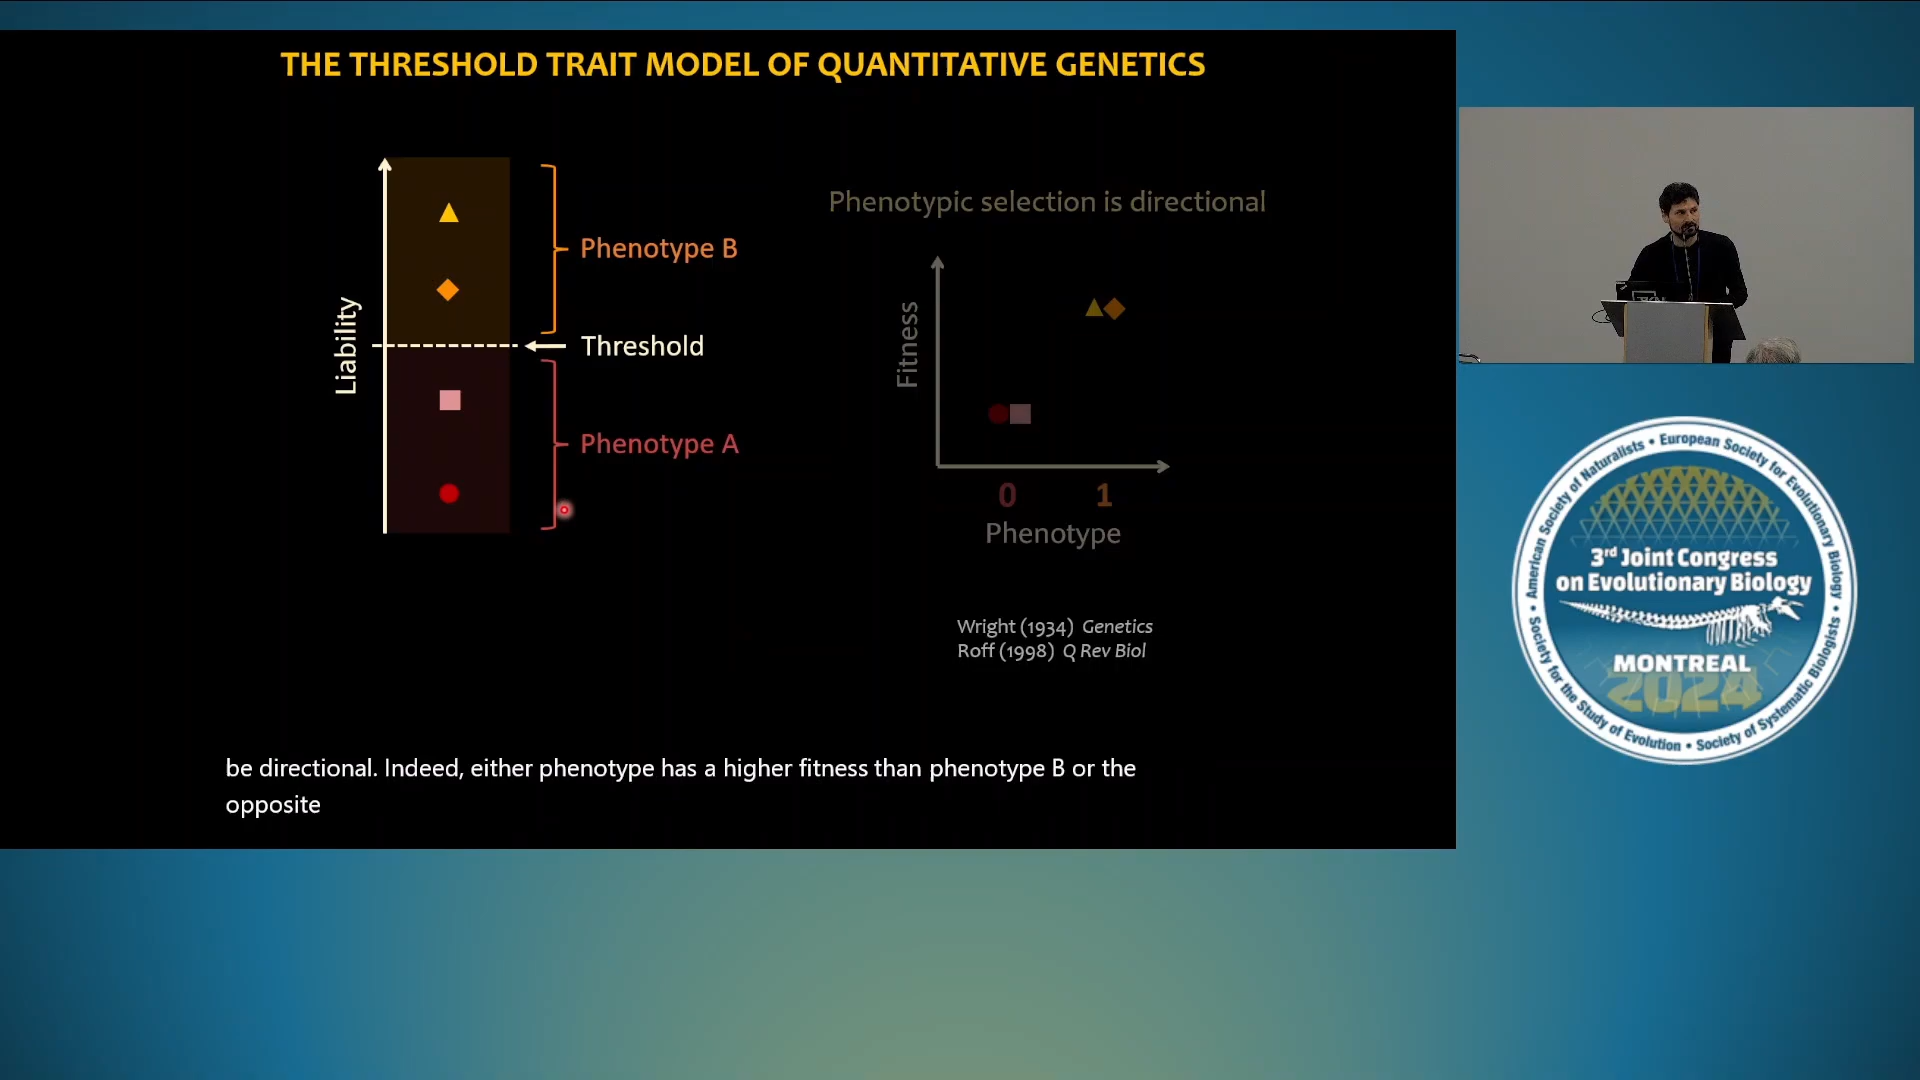 THE THRESHOLD TRAIT MODEL OF QUANTITATIVE GENETICS
Liability
Phenotype B
Threshold
Phenotype A
Phenotypic selection is directional
Fitness
0 1
Phenotype
Wright (1934) Genetics
Roff (1998) Q Rev Biol
be directional. Indeed, either phenotype has a higher fitness than phenotype B or the
opposite
American Society of Naturalists • European Society for Evolutionary Biology •
Society for the Study of Evolution • Society of Systematic Biologists •
3rd Joint Congress
on Evolutionary Biology
MONTREAL
2024